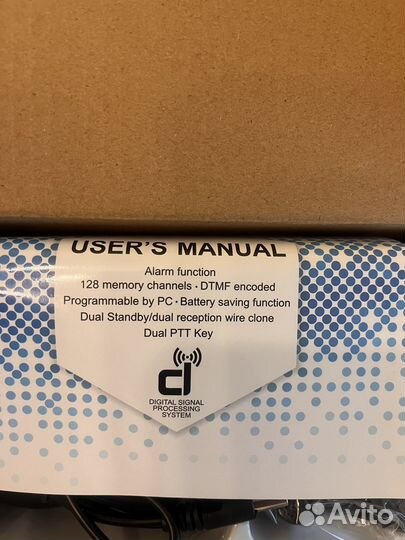 USER'S MANUAL
Alarm function
128 memory channels · DTMF encoded
Programmable by PC · Battery saving function
Dual Standby/dual reception wire clone
Dual PTT Key
DIGITAL SIGNAL
PROCESSING
SYSTEM
Avito